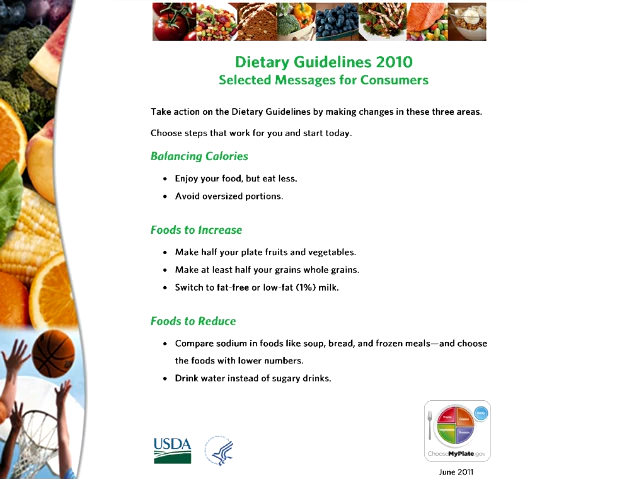 Dietary Guidelines 2010
Selected Messages for Consumers
Take action on the Dietary Guidelines by making changes in these three areas.
Choose steps that work for you and start today.
Balancing Calories
• Enjoy your food, but eat less.
• Avoid oversized portions.
Foods to Increase
• Make half your plate fruits and vegetables.
• Make at least half your grains whole grains.
• Switch to fat-free or low-fat (1%) milk.
Foods to Reduce
• Compare sodium in foods like soup, bread, and frozen meals—and choose
the foods with lower numbers.
• Drink water instead of sugary drinks.
USDA
ChooseMyPlate.gov
June 2011